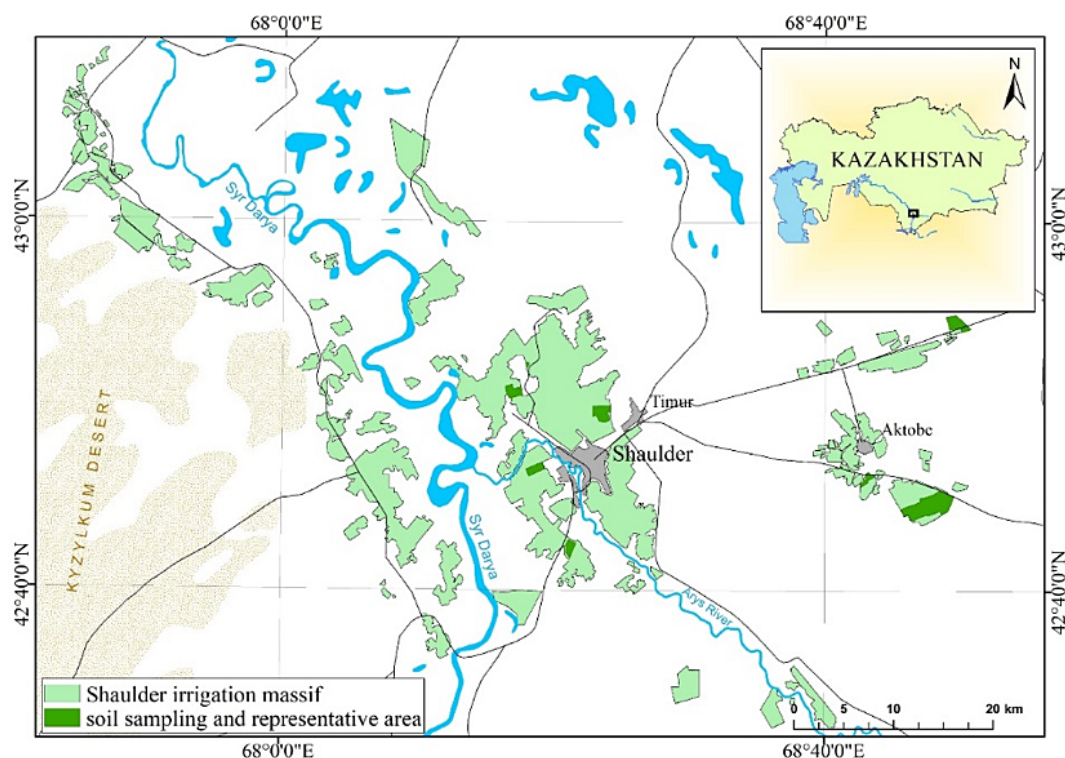 68°0'0"E
68°40'0"E
N
KAZAKHSTAN
43°0'0"N
43°0'0"N
Syr Darya
KYZYLKUM DESERT
Timur
Shaulder
Aktobe
Syr Darya
Arys River
42°40'0"N
42°40'0"N
Shaulder irrigation massif
soil sampling and representative area
0 5 10 20 km
68°0'0"E
68°40'0"E